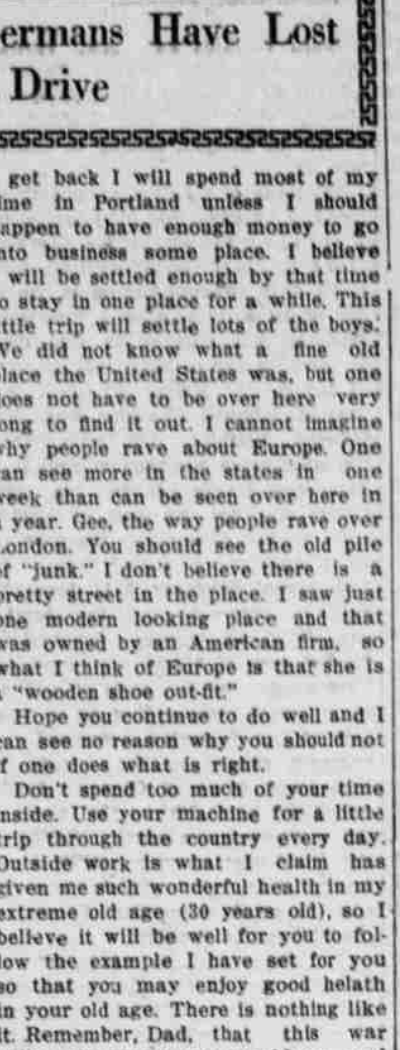 ermans Have Lost
Drive
get back I will spend most of my
ime in Portland unless I should
appen to have enough money to go
nto business some place. I believe
will be settled enough by that time
o stay in one place for a while. This
ittle trip will settle lots of the boys.
We did not know what a fine old
lace the United States was, but one
oes not have to be over here very
ong to find it out. I cannot imagine
why people rave about Europe. One
an see more in the states in one
week than can be seen over here in
year. Gee, the way people rave over
London. You should see the old pile
of "junk." I don't believe there is a
pretty street in the place. I saw just
one modern looking place and that
was owned by an American firm, so
what I think of Europe is that she is
a "wooden shoe out-fit."
Hope you continue to do well and I
can see no reason why you should not
if one does what is right.
Don't spend too much of your time
nside. Use your machine for a little
trip through the country every day.
Outside work is what I claim has
given me such wonderful health in my
extreme old age (30 years old), so I
believe it will be well for you to fol-
low the example I have set for you
so that you may enjoy good helath
in your old age. There is nothing like
it. Remember, Dad, that this war